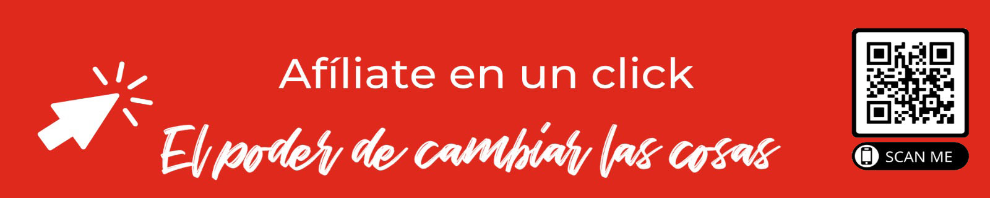 Afíliate en un click
El poder de cambiar las cosas
SCAN ME